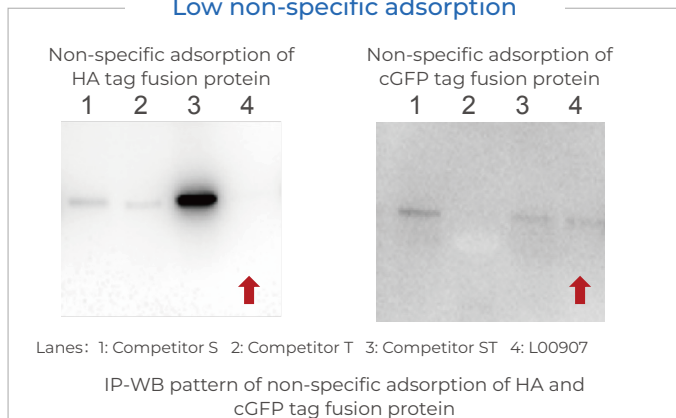 Low non-specific adsorption
Non-specific adsorption of
HA tag fusion protein
1 2 3 4
Non-specific adsorption of
cGFP tag fusion protein
1 2 3 4
Lanes: 1: Competitor S 2: Competitor T 3: Competitor ST 4: L00907
IP-WB pattern of non-specific adsorption of HA and
cGFP tag fusion protein